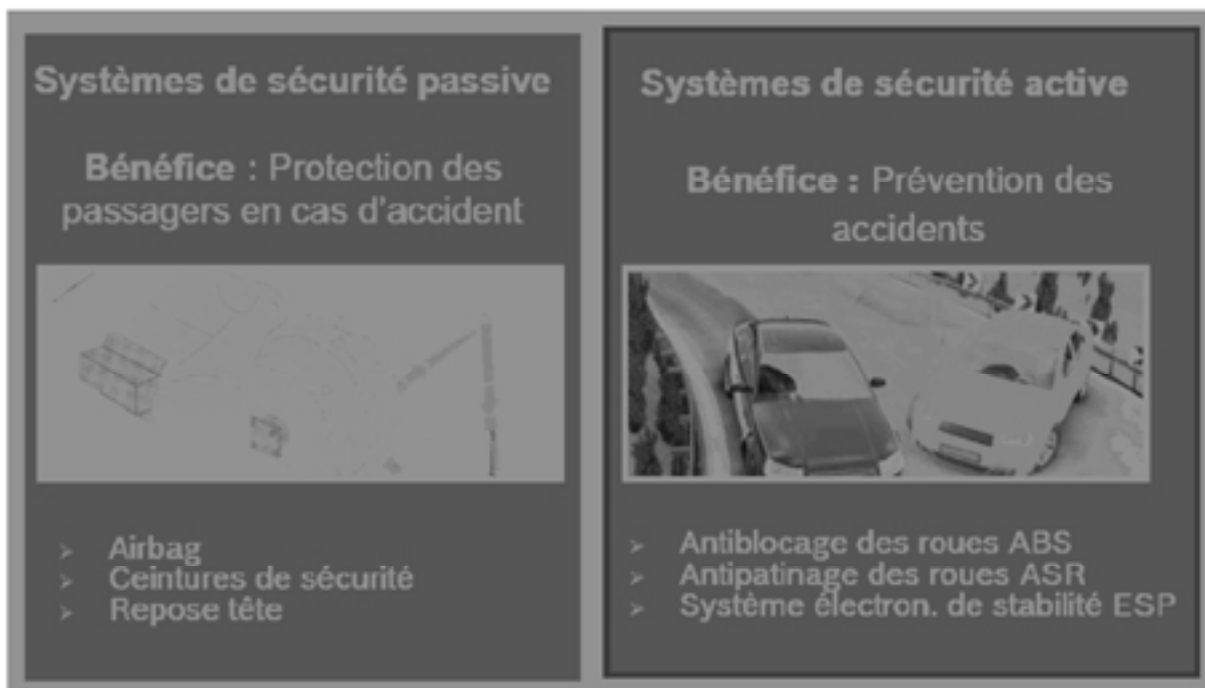 Systèmes de sécurité passive
Bénéfice : Protection des
passagers en cas d'accident
➢ Airbag
➢ Ceintures de sécurité
➢ Repose tête
Systèmes de sécurité active
Bénéfice : Prévention des
accidents
➢ Antiblocage des roues ABS
➢ Antipatinage des roues ASR
➢ Système électron. de stabilité ESP